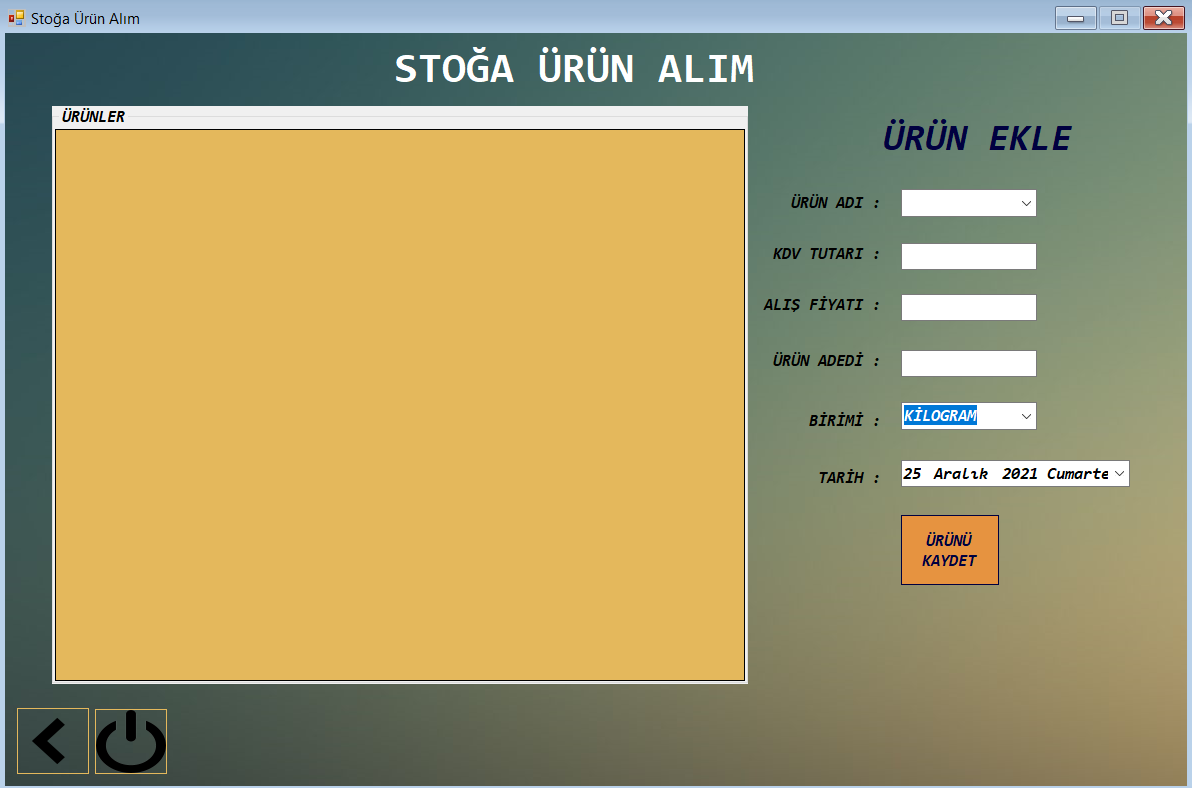 Stoğa Ürün Alım
STOĞA ÜRÜN ALIM
ÜRÜNLER
ÜRÜN EKLE
ÜRÜN ADI :
KDV TUTARI :
ALIŞ FİYATI :
ÜRÜN ADEDİ :
BİRİMİ : KİLOGRAM
TARİH : 25 Aralık 2021 Cumarte
ÜRÜNÜ
KAYDET